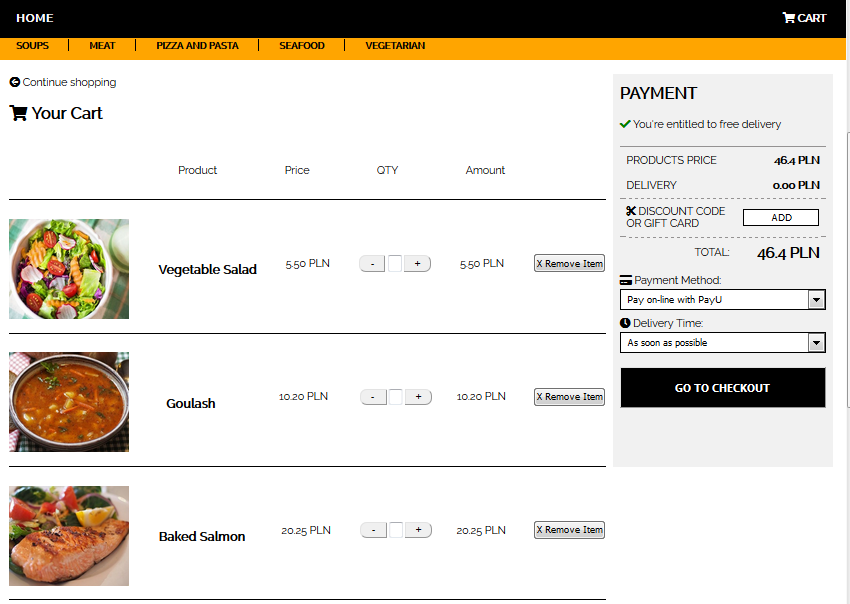 HOME CART
SOUPS MEAT PIZZA AND PASTA SEAFOOD VEGETARIAN
Continue shopping
Your Cart
Product Price QTY Amount
Vegetable Salad 5.50 PLN - + 5.50 PLN X Remove Item
Goulash 10.20 PLN - + 10.20 PLN X Remove Item
Baked Salmon 20.25 PLN - + 20.25 PLN X Remove Item
PAYMENT
You're entitled to free delivery
PRODUCTS PRICE 46.4 PLN
DELIVERY 0.00 PLN
DISCOUNT CODE
OR GIFT CARD ADD
TOTAL: 46.4 PLN
Payment Method:
Pay on-line with PayU
Delivery Time:
As soon as possible
GO TO CHECKOUT